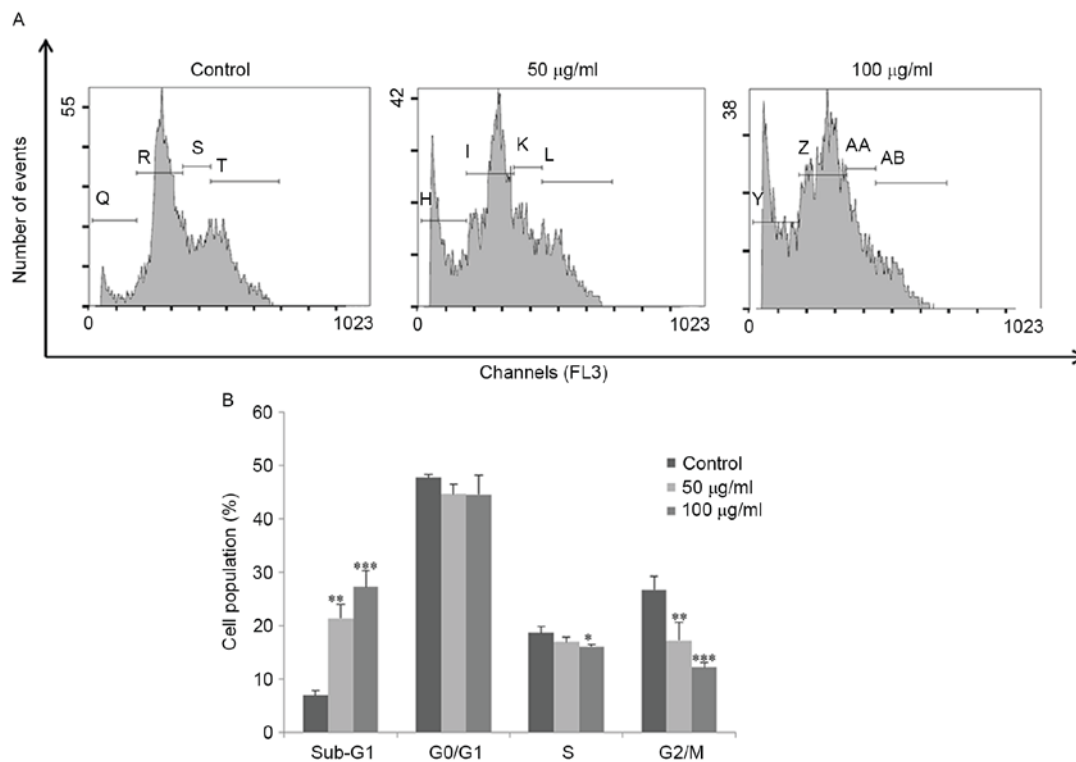 A
Control
50 µg/ml
100 µg/ml
Number of events
55
Q
R
S
T
0
1023
42
H
I
K
L
0
1023
38
Y
Z
AA
AB
0
1023
Channels (FL3)
B
Cell population (%)
60
50
40
30
20
10
0
Control
50 µg/ml
100 µg/ml
**
***
*
**
***
Sub-G1
G0/G1
S
G2/M